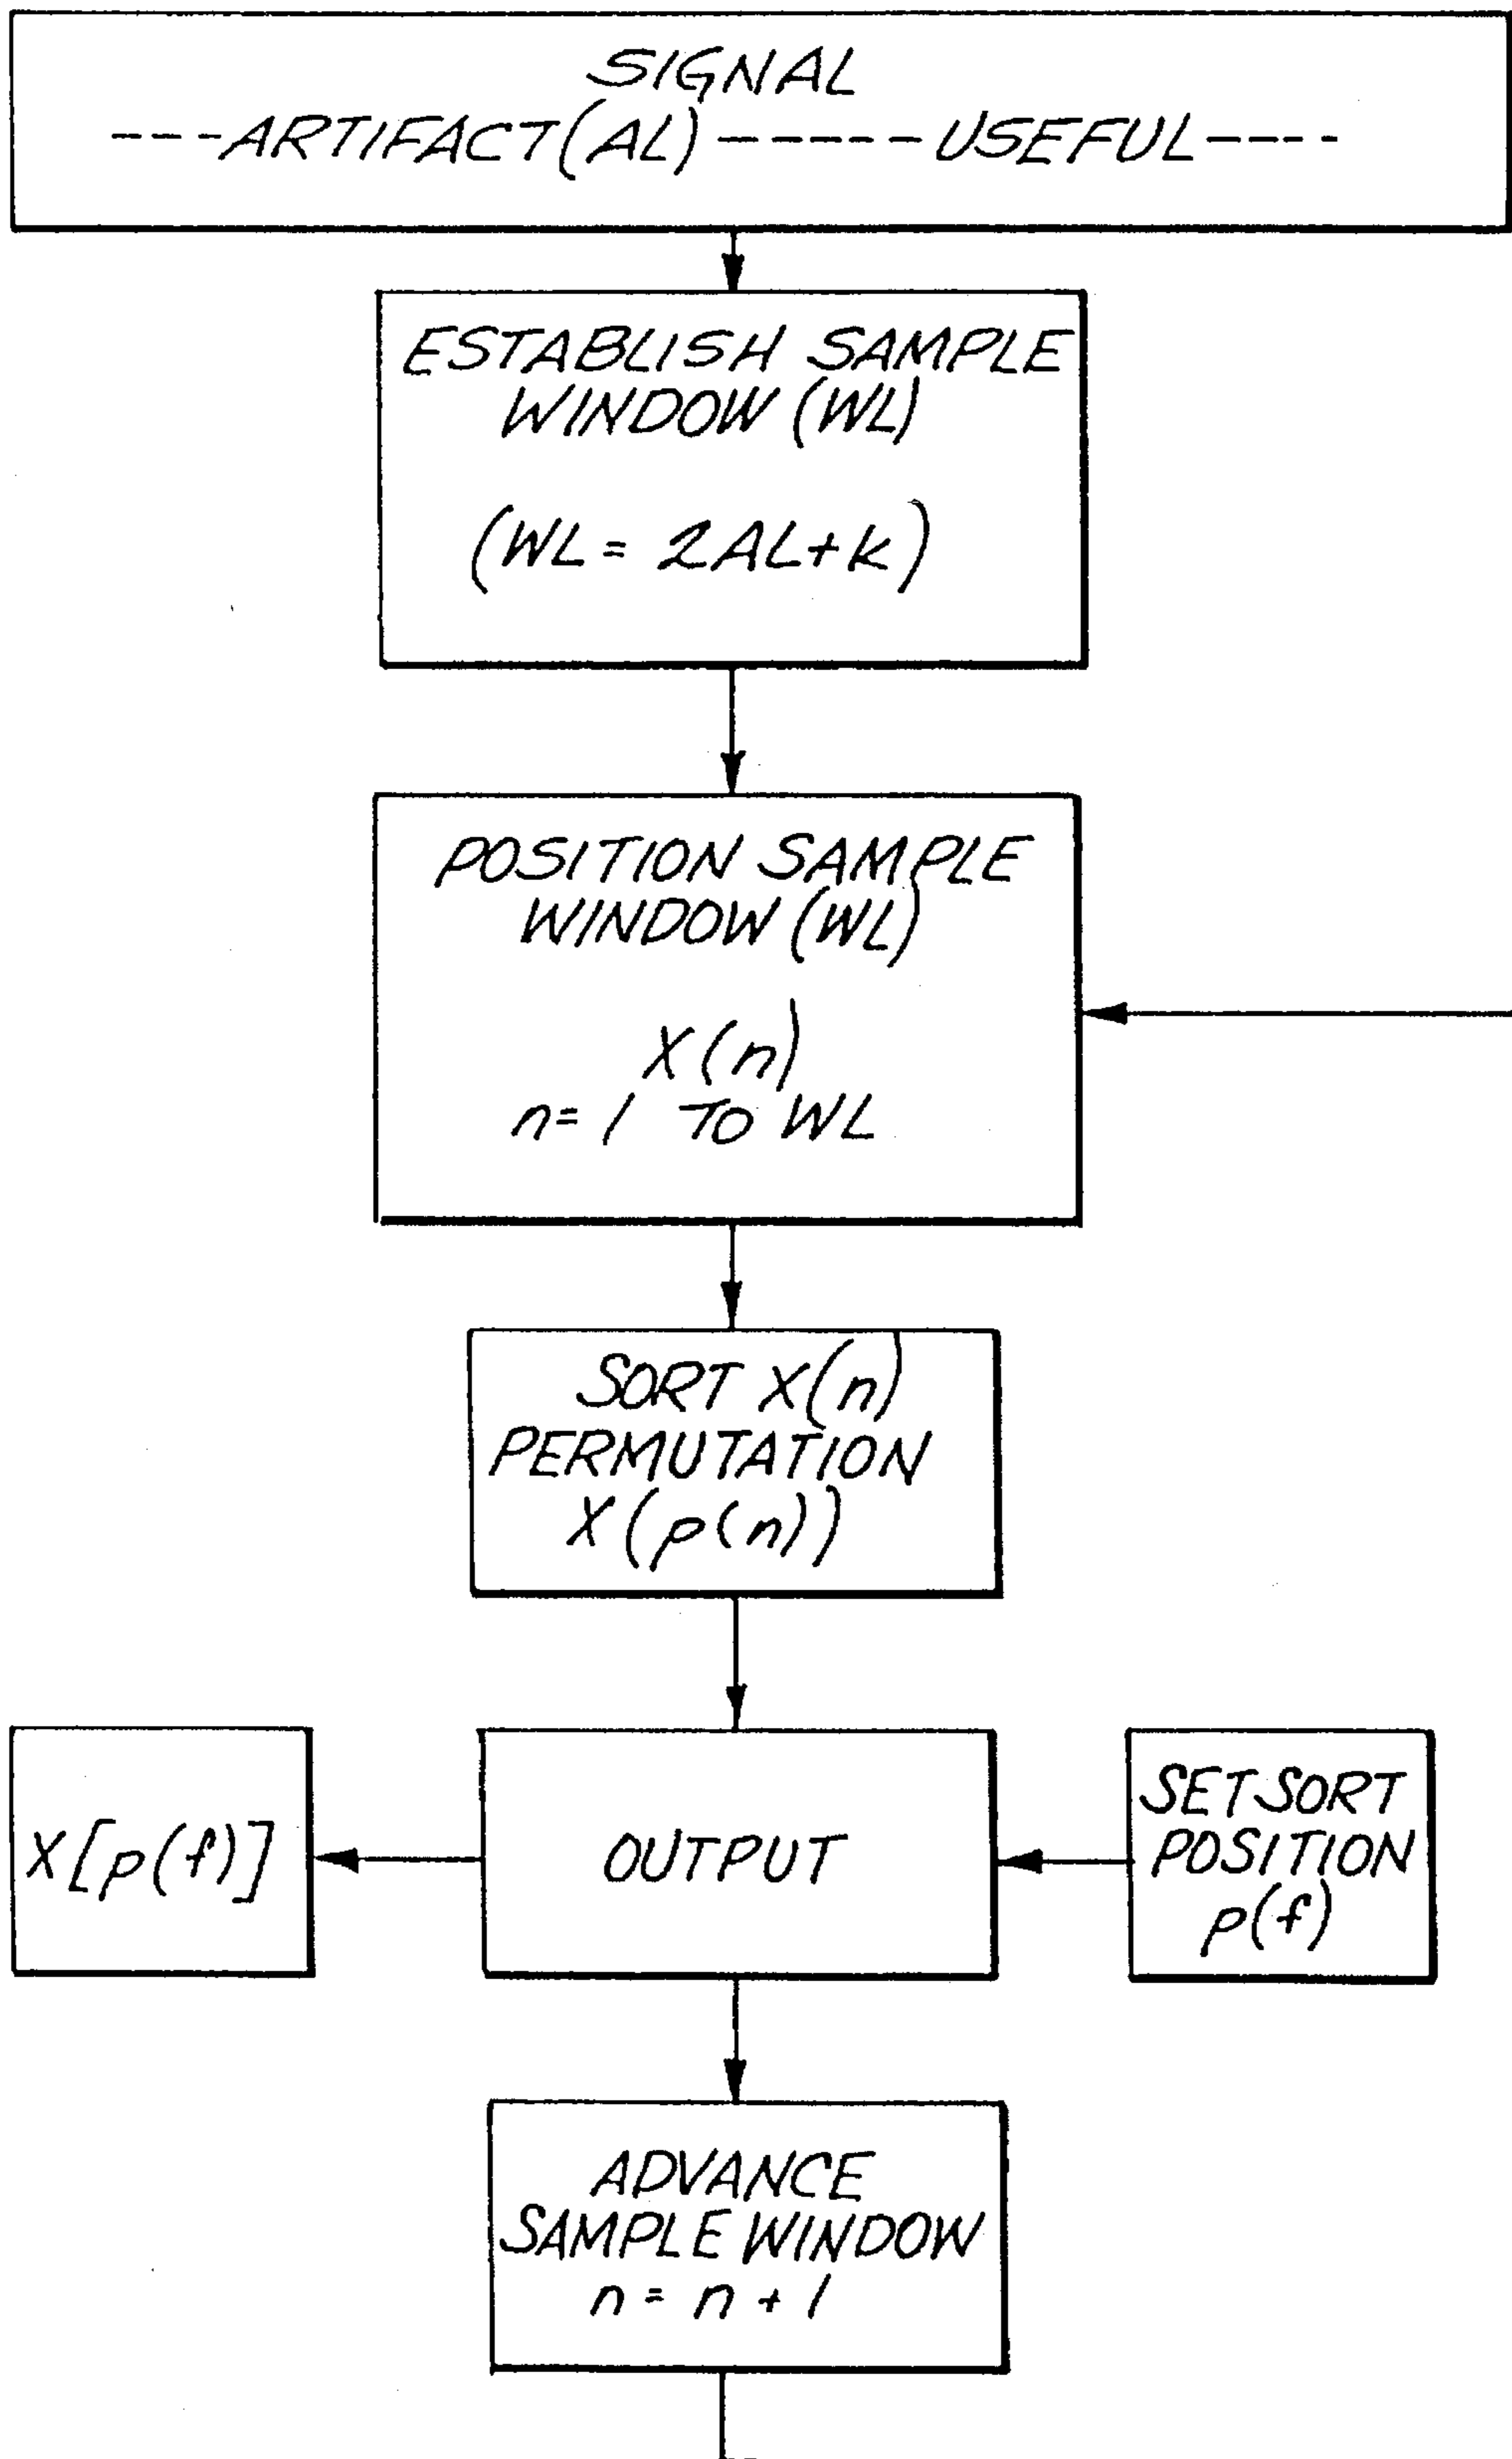 SIGNAL
---ARTIFACT(AL)------USEFUL----
ESTABLISH SAMPLE
WINDOW (WL)
(WL = 2AL+k)
POSITION SAMPLE
WINDOW (WL)
X(n)
n=1 TO WL
SORT X(n)
PERMUTATION
X(p(n))
X[p(f)]
OUTPUT
SET SORT
POSITION
p(f)
ADVANCE
SAMPLE WINDOW
n = n + 1